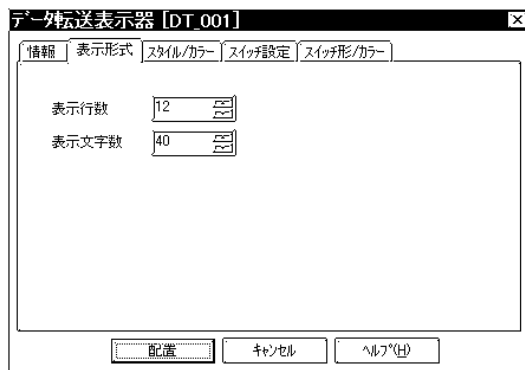 ﾃﾞｰﾀ転送表示器 [DT_001]
情報 表示形式 ｽﾀｲﾙ/ｶﾗｰ ｽｲｯﾁ設定 ｽｲｯﾁ形/ｶﾗｰ
表示行数 12
表示文字数 40
配置 ｷｬﾝｾﾙ ﾍﾙﾌﾟ(H)